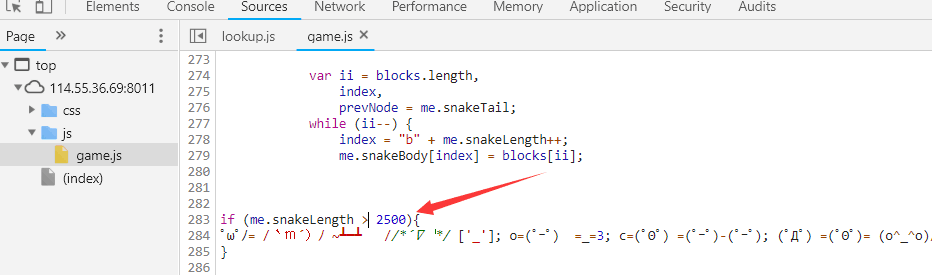 Elements Console Sources Network Performance Memory Application Security Audits
Page » lookup.js game.js ×
top
114.55.36.69:8011
css
js
game.js
(index)
273
274 var ii = blocks.length,
275 index,
276 prevNode = me.snakeTail;
277 while (ii--) {
278 index = "b" + me.snakeLength++;
279 me.snakeBody[index] = blocks[ii];
280
281
282
283 if (me.snakeLength > 2500){
284 ﾟωﾟﾉ= /｀ｍ´）ﾉ ~┻━┻ //*´∇｀*/ ['_']; o=(ﾟｰﾟ) =_=3; c=(ﾟΘﾟ) =(ﾟｰﾟ)-(ﾟｰﾟ); (ﾟДﾟ) =(ﾟΘﾟ)= (o^_^o)/
285 }
286